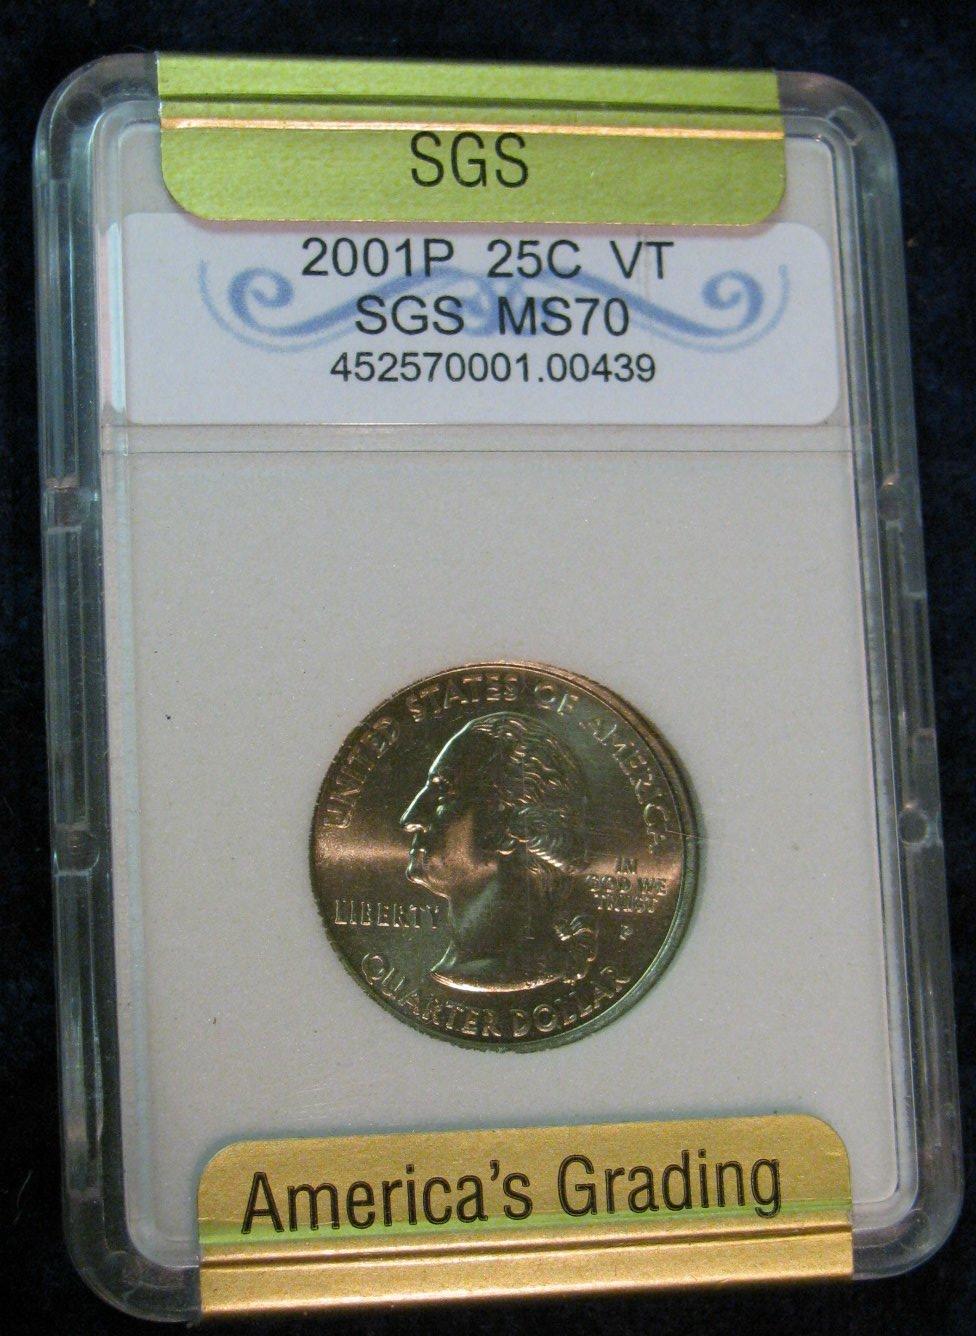 SGS
2001P 25C VT
SGS MS70
452570001.00439
UNITED STATES OF AMERICA
IN
GOD WE
TRUST
LIBERTY
P
QUARTER DOLLAR
America's Grading